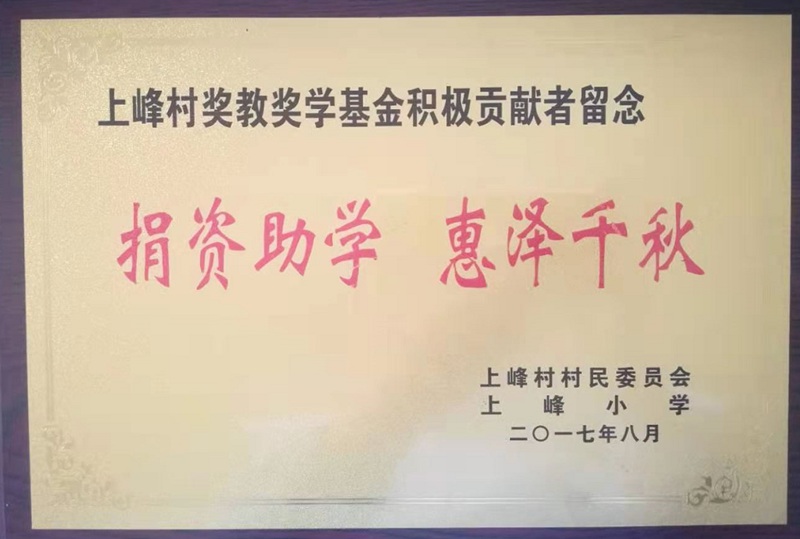 上峰村奖教奖学基金积极贡献者留念
捐资助学 惠泽千秋
上峰村村民委员会
上峰小学
二〇一七年八月